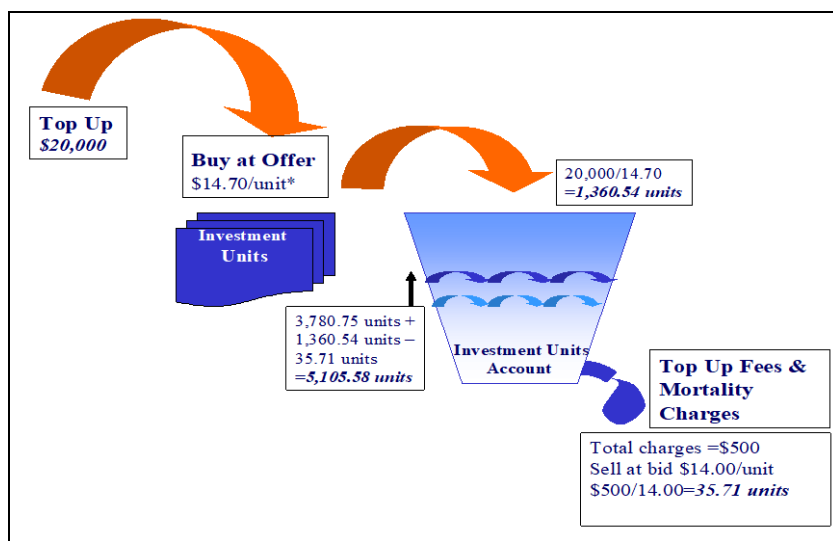 Top Up
$20,000
Buy at Offer
$14.70/unit*
20,000/14.70
=1,360.54 units
Investment
Units
3,780.75 units +
1,360.54 units –
35.71 units
=5,105.58 units
Investment Units
Account
Top Up Fees &
Mortality
Charges
Total charges =$500
Sell at bid $14.00/unit
$500/14.00=35.71 units